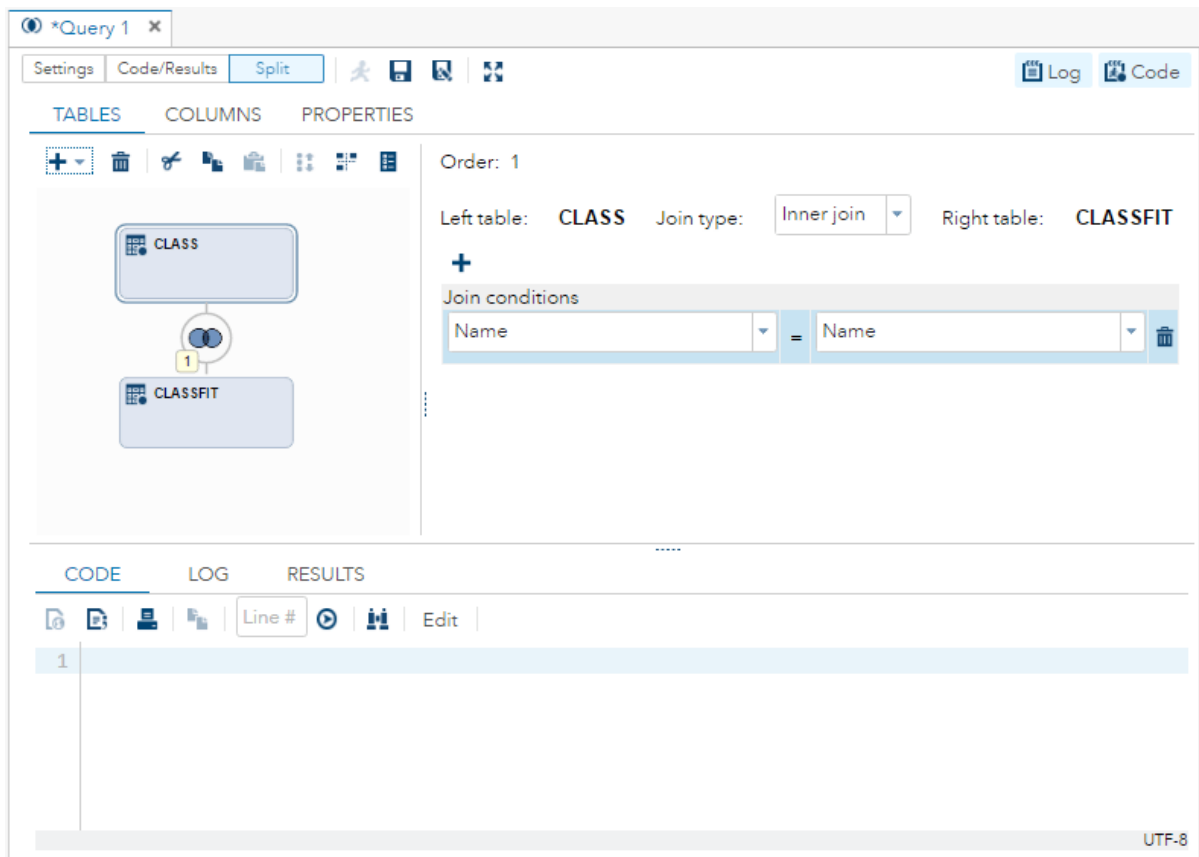 *Query 1 ×
Settings Code/Results Split Log Code
TABLES COLUMNS PROPERTIES
Order: 1
Left table: CLASS Join type: Inner join Right table: CLASSFIT
Join conditions
Name = Name
CLASS
1
CLASSFIT
CODE LOG RESULTS
Line # Edit
1
UTF-8